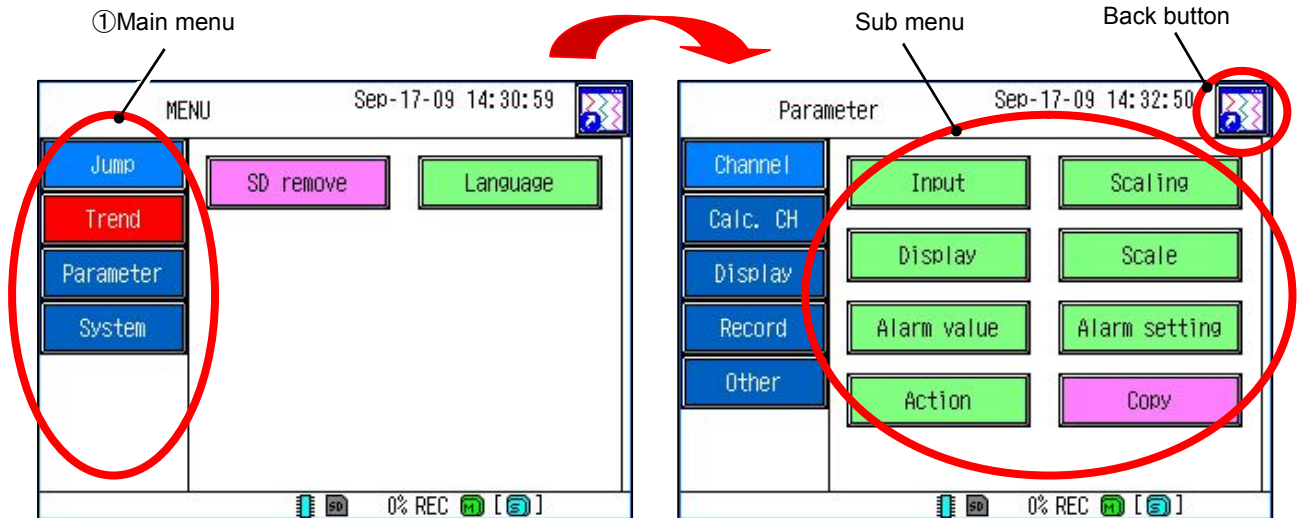 ①Main menu
Sub menu
Back button
MENU
Sep-17-09 14:30:59
Jump
Trend
Parameter
System
SD remove
Language
SD
0% REC M [S]
Parameter
Sep-17-09 14:32:50
Channel
Calc. CH
Display
Record
Other
Input
Scaling
Display
Scale
Alarm value
Alarm setting
Action
Copy
SD
0% REC M [S]